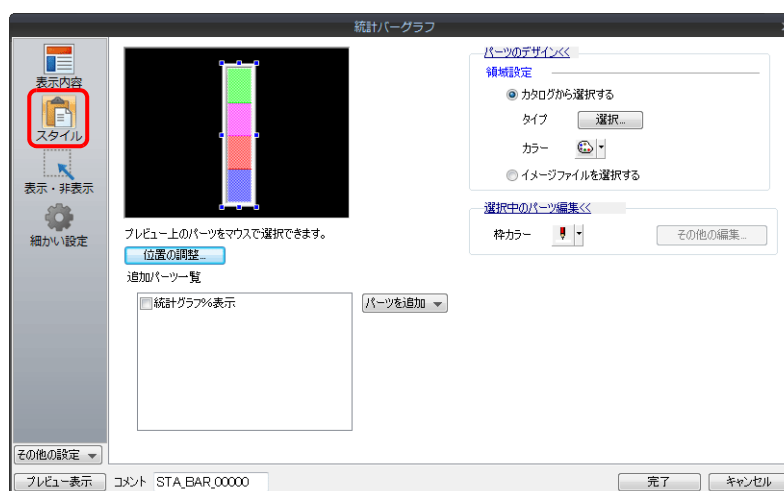 統計バーグラフ
表示内容
スタイル
表示・非表示
細かい設定
その他の設定
プレビュー上のパーツをマウスで選択できます。
位置の調整...
追加パーツ一覧
統計グラフ%表示
パーツを追加
パーツのデザイン<<
領域設定
カタログから選択する
タイプ 選択...
カラー
イメージファイルを選択する
選択中のパーツ編集<<
枠カラー その他の編集...
プレビュー表示 コメント STA_BAR_00000 完了 キャンセル